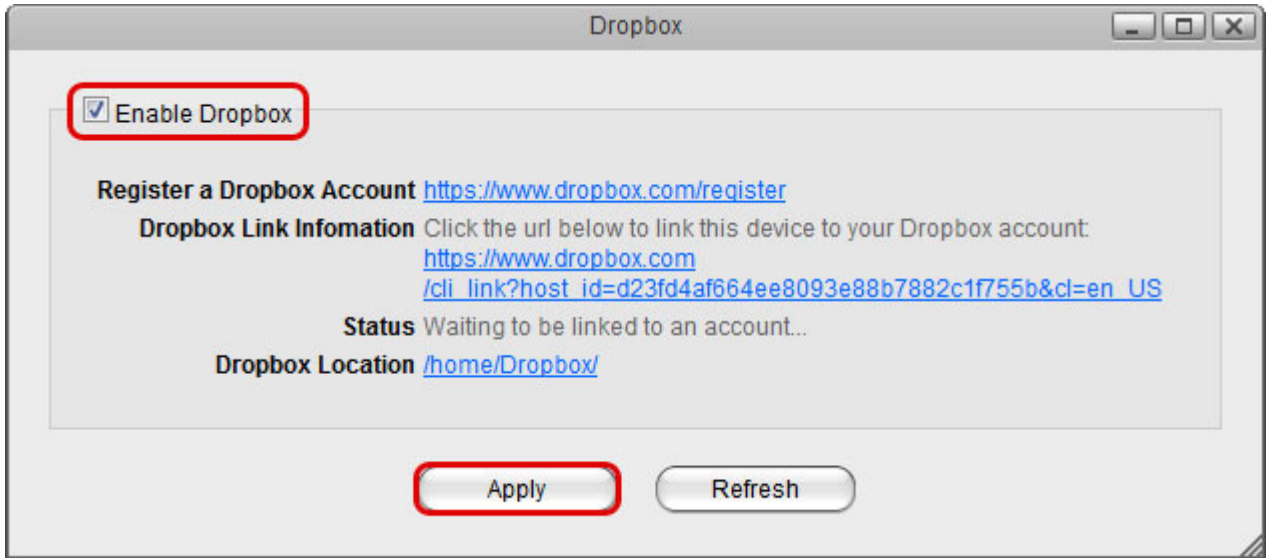 Dropbox
Enable Dropbox
Register a Dropbox Account https://www.dropbox.com/register
Dropbox Link Infomation Click the url below to link this device to your Dropbox account:
https://www.dropbox.com
/cli_link?host_id=d23fd4af664ee8093e88b7882c1f755b&cl=en_US
Status Waiting to be linked to an account...
Dropbox Location /home/Dropbox/
Apply Refresh